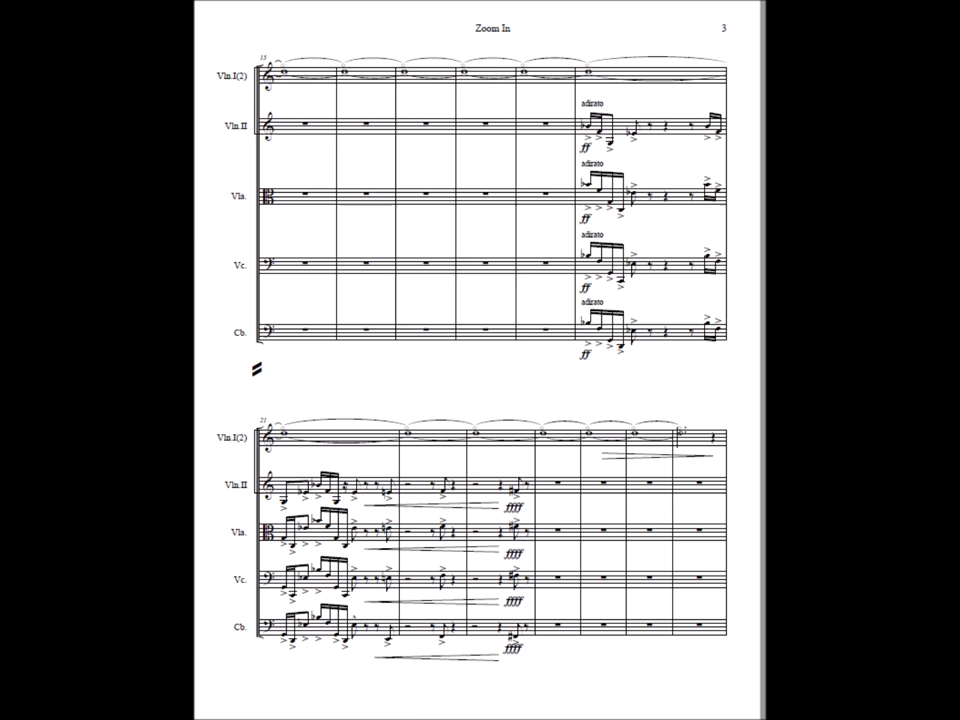 Zoom In 3
15
Vln.I(2)
adirato
Vln.II
ff
adirato
Vla.
ff
adirato
Vc.
ff
adirato
Cb.
ff
21
Vln.I(2)
Vln.II
ffff
Vla.
ffff
Vc.
ffff
Cb.
ffff